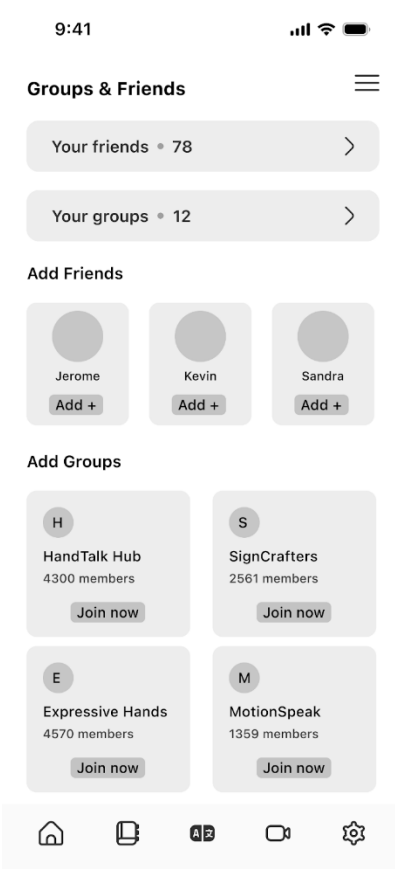 9:41
Groups & Friends
Your friends • 78
Your groups • 12
Add Friends
Jerome Kevin Sandra
Add + Add + Add +
Add Groups
H S
HandTalk Hub SignCrafters
4300 members 2561 members
Join now Join now
E M
Expressive Hands MotionSpeak
4570 members 1359 members
Join now Join now
A 文